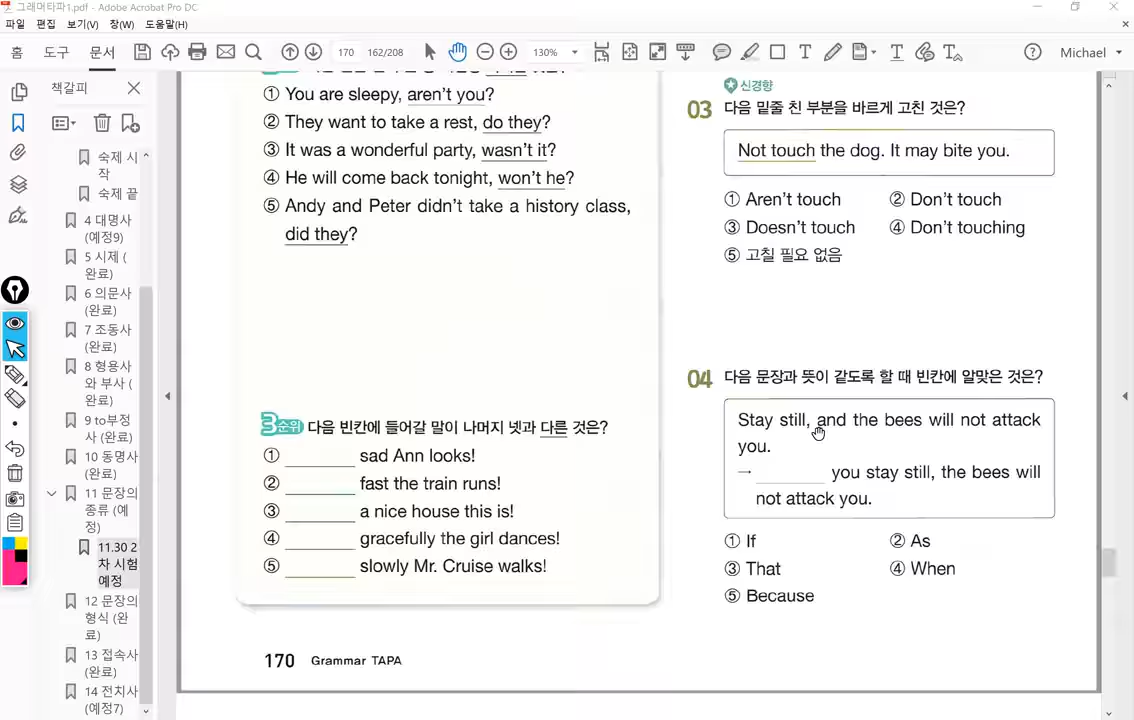 그래머타파1.pdf - Adobe Acrobat Pro DC
파일 편집 보기(V) 창(W) 도움말(H)
홈 도구 문서 170 162/208 130% Michael
책갈피
숙제 시
작
숙제 끝
4 대명사
(예정9)
5 시제 (
완료)
6 의문사
(완료)
7 조동사
(완료)
8 형용사
와 부사 (
완료)
9 to부정
사 (완료)
10 동명사
(완료)
11 문장의
종류 (예
정)
11.30 2
차 시험
예정
12 문장의
형식 (완
료)
13 접속사
(완료)
14 전치사
(예정7)
① You are sleepy, aren't you?
② They want to take a rest, do they?
③ It was a wonderful party, wasn't it?
④ He will come back tonight, won't he?
⑤ Andy and Peter didn't take a history class,
did they?
3순위 다음 빈칸에 들어갈 말이 나머지 넷과 다른 것은?
① ________ sad Ann looks!
② ________ fast the train runs!
③ ________ a nice house this is!
④ ________ gracefully the girl dances!
⑤ ________ slowly Mr. Cruise walks!
170 Grammar TAPA
신경향
03 다음 밑줄 친 부분을 바르게 고친 것은?
Not touch the dog. It may bite you.
① Aren't touch ② Don't touch
③ Doesn't touch ④ Don't touching
⑤ 고칠 필요 없음
04 다음 문장과 뜻이 같도록 할 때 빈칸에 알맞은 것은?
Stay still, and the bees will not attack
you.
→ ________ you stay still, the bees will
not attack you.
① If ② As
③ That ④ When
⑤ Because